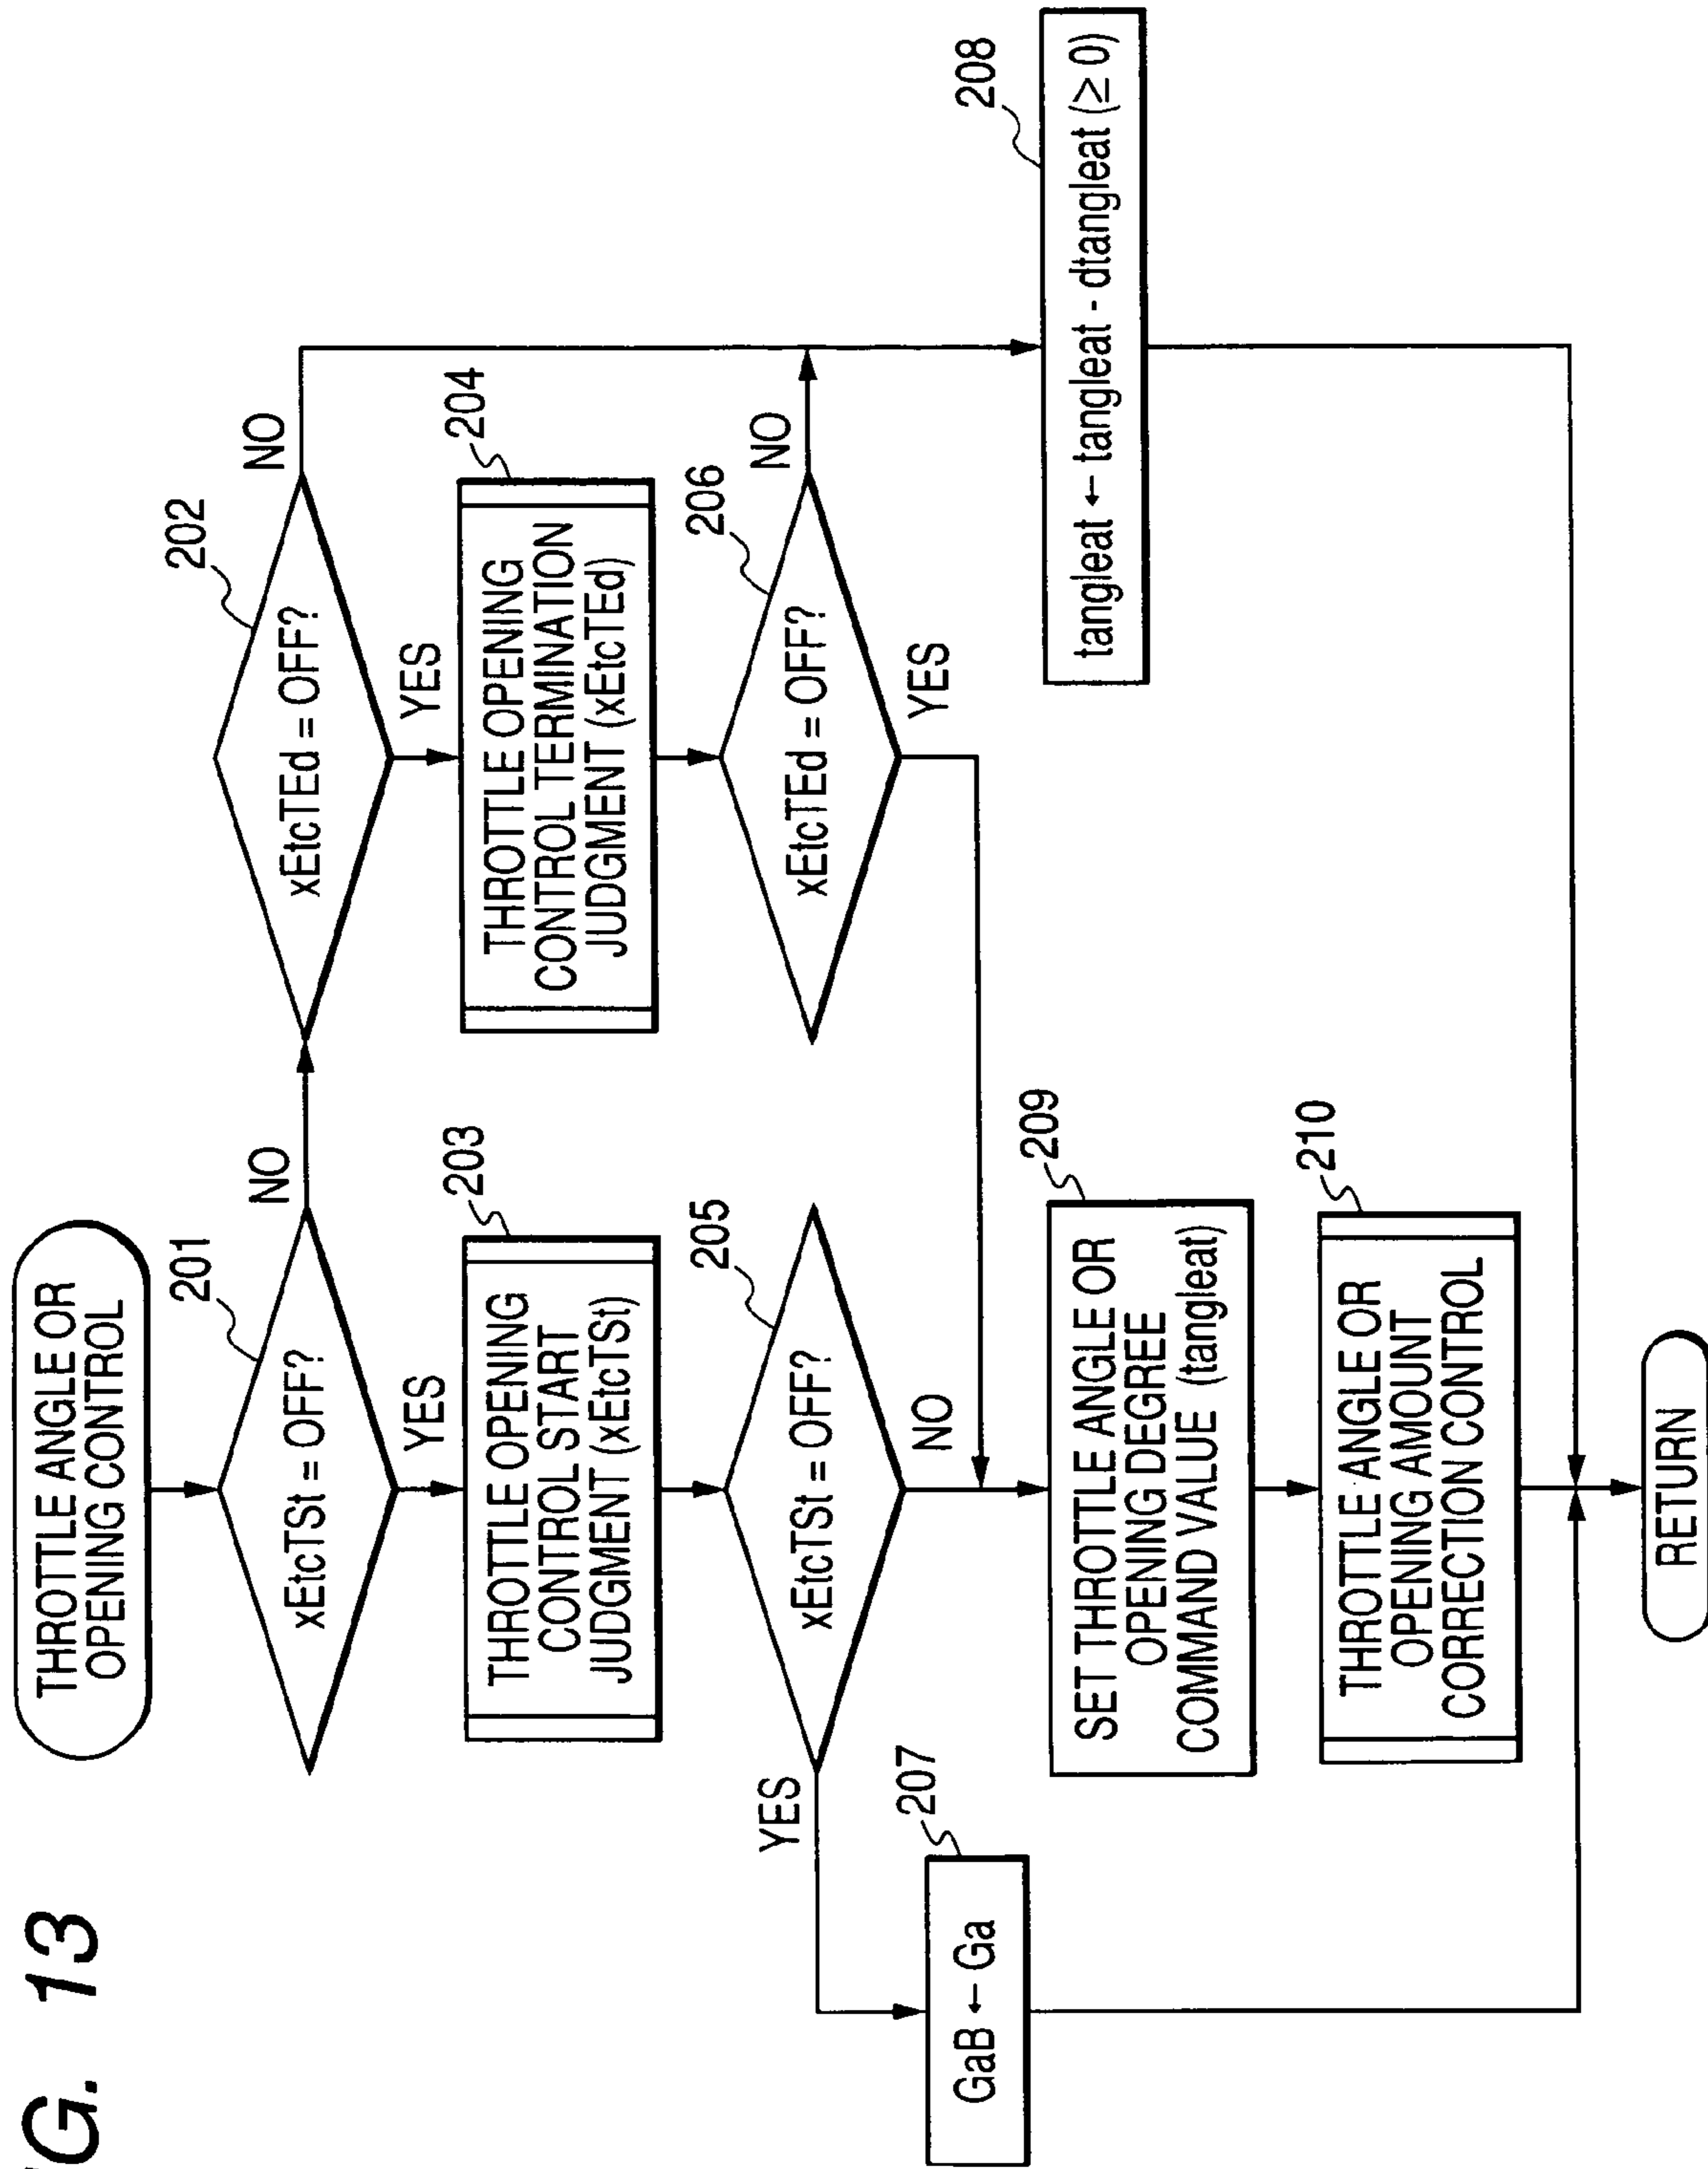 FIG. 13
THROTTLE ANGLE OR
OPENING CONTROL
201
xEtcTSt = OFF?
NO
YES
202
xEtcTEd = OFF?
NO
YES
203
THROTTLE OPENING
CONTROL START
JUDGMENT (xEtcTSt)
204
THROTTLE OPENING
CONTROL TERMINATION
JUDGMENT (xEtcTEd)
205
xEtcTSt = OFF?
YES
NO
206
xEtcTEd = OFF?
NO
YES
207
GaB ← Ga
208
tangleat ← tangleat - dtangleat (≥ 0)
209
SET THROTTLE ANGLE OR
OPENING DEGREE
COMMAND VALUE (tangleat)
210
THROTTLE ANGLE OR
OPENING AMOUNT
CORRECTION CONTROL
RETURN